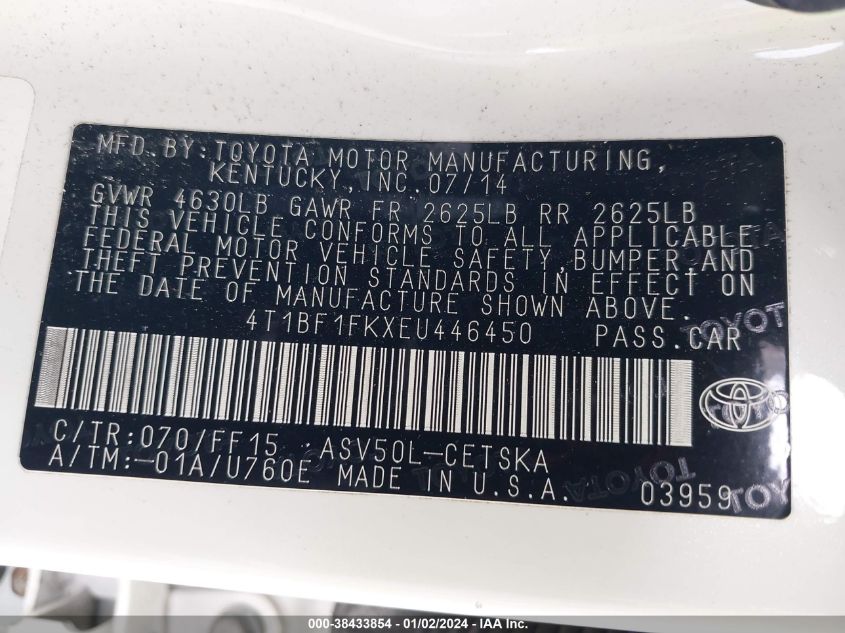 MFD.BY:TOYOTA MOTOR MANUFACTURING,
KENTUCKY,INC.07/14
GVWR 4630LB GAWR FR 2625LB RR 2625LB
THIS VEHICLE CONFORMS TO ALL APPLICABLE
FEDERAL MOTOR VEHICLE SAFETY,BUMPER,AND
THEFT PREVENTION STANDARDS IN EFFECT ON
THE DATE OF MANUFACTURE SHOWN ABOVE.
4T1BF1FKXEU446450 PASS.CAR
C/TR:070/FF15 ASV50L-CETSKA
A/TM:-01A/U760E MADE IN U.S.A.
03959
TOYOTA
TOYOTA
TOYOTA
000-38433854 - 01/02/2024 - IAA Inc.